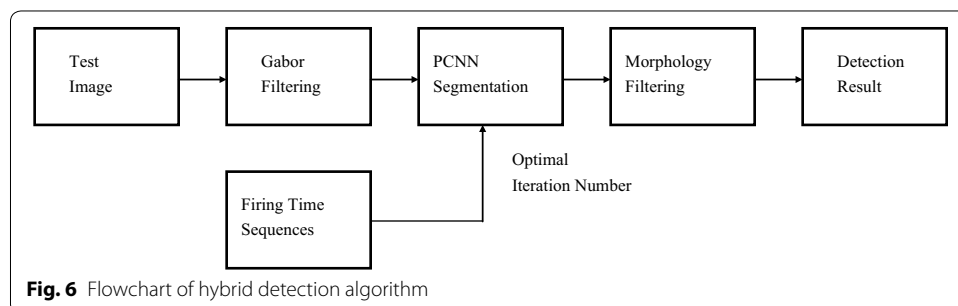 Test
Image
Gabor
Filtering
PCNN
Segmentation
Morphology
Filtering
Detection
Result
Optimal
Iteration Number
Firing Time
Sequences
Fig. 6 Flowchart of hybrid detection algorithm